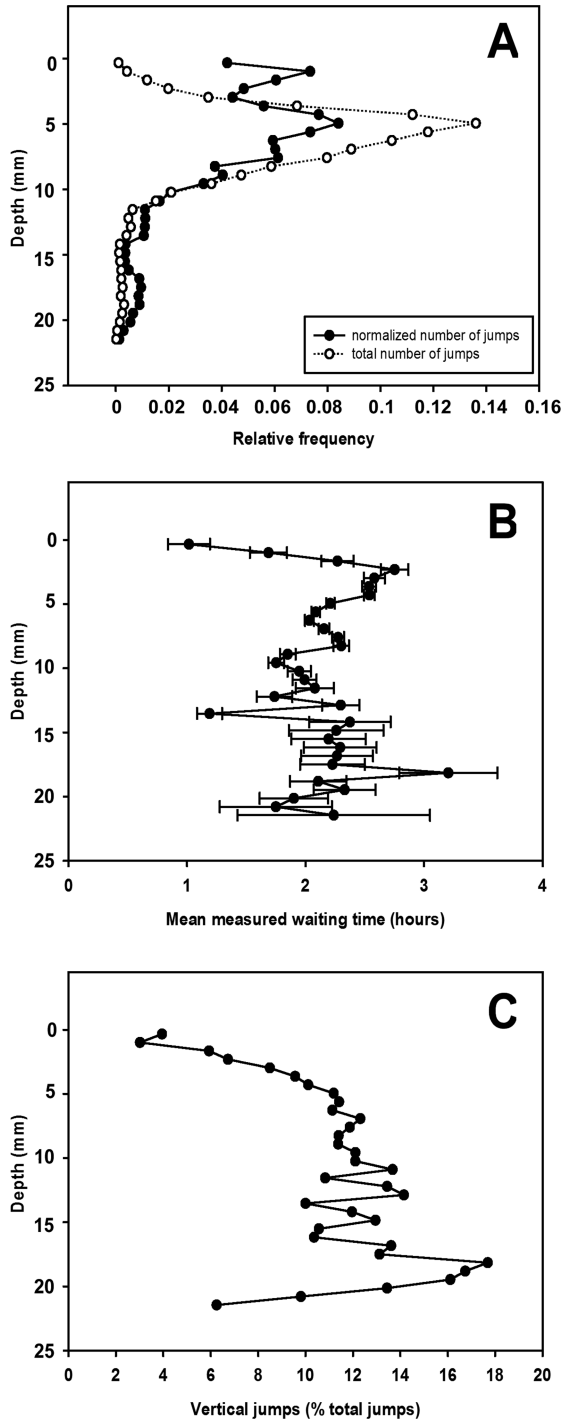 A
0
5
10
15
20
25
Depth (mm)
normalized number of jumps
total number of jumps
0 0.02 0.04 0.06 0.08 0.1 0.12 0.14 0.16
Relative frequency
B
0
5
10
15
20
25
Depth (mm)
0 1 2 3 4
Mean measured waiting time (hours)
C
0
5
10
15
20
25
Depth (mm)
0 2 4 6 8 10 12 14 16 18 20
Vertical jumps (% total jumps)